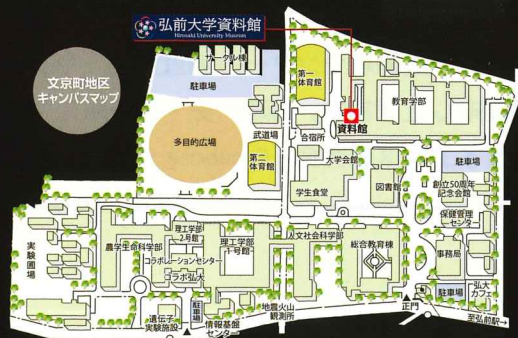 弘前大学資料館
Hirosaki University Museum
文京町地区
キャンパスマップ
サークル棟
駐車場
第一
体育館
教育学部
武道場
合宿所
資料館
多目的広場
第二
体育館
大学会館
駐車場
図書館
創立50周年
記念会館
学生食堂
保健管理
センター
実験圃場
農学生命科学部
理工学部
2号館
コラボレーションセンター
コラボ弘大
理工学部
1号館
人文社会科学部
総合教育棟
事務局
遺伝子
実験施設
駐車場
情報基盤
センター
地震火山
観測所
正門
駐車場
弘大
カフェ
至弘前駅→